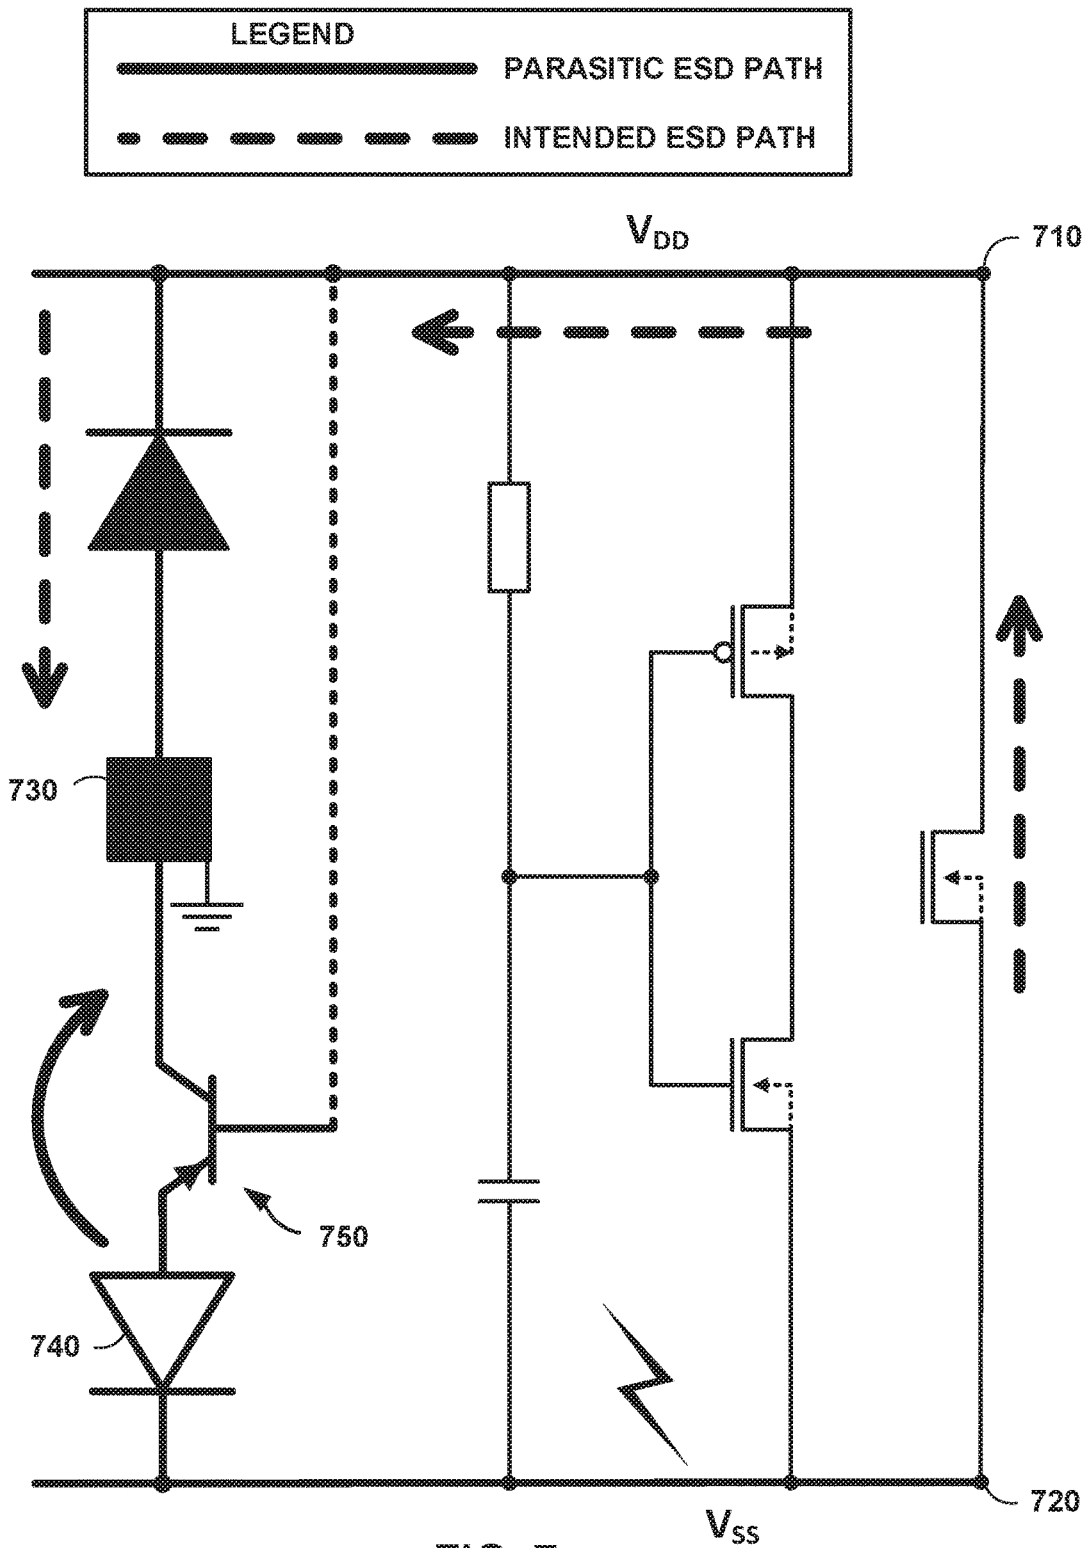 LEGEND
PARASITIC ESD PATH
INTENDED ESD PATH
VDD
710
730
750
740
720
VSS